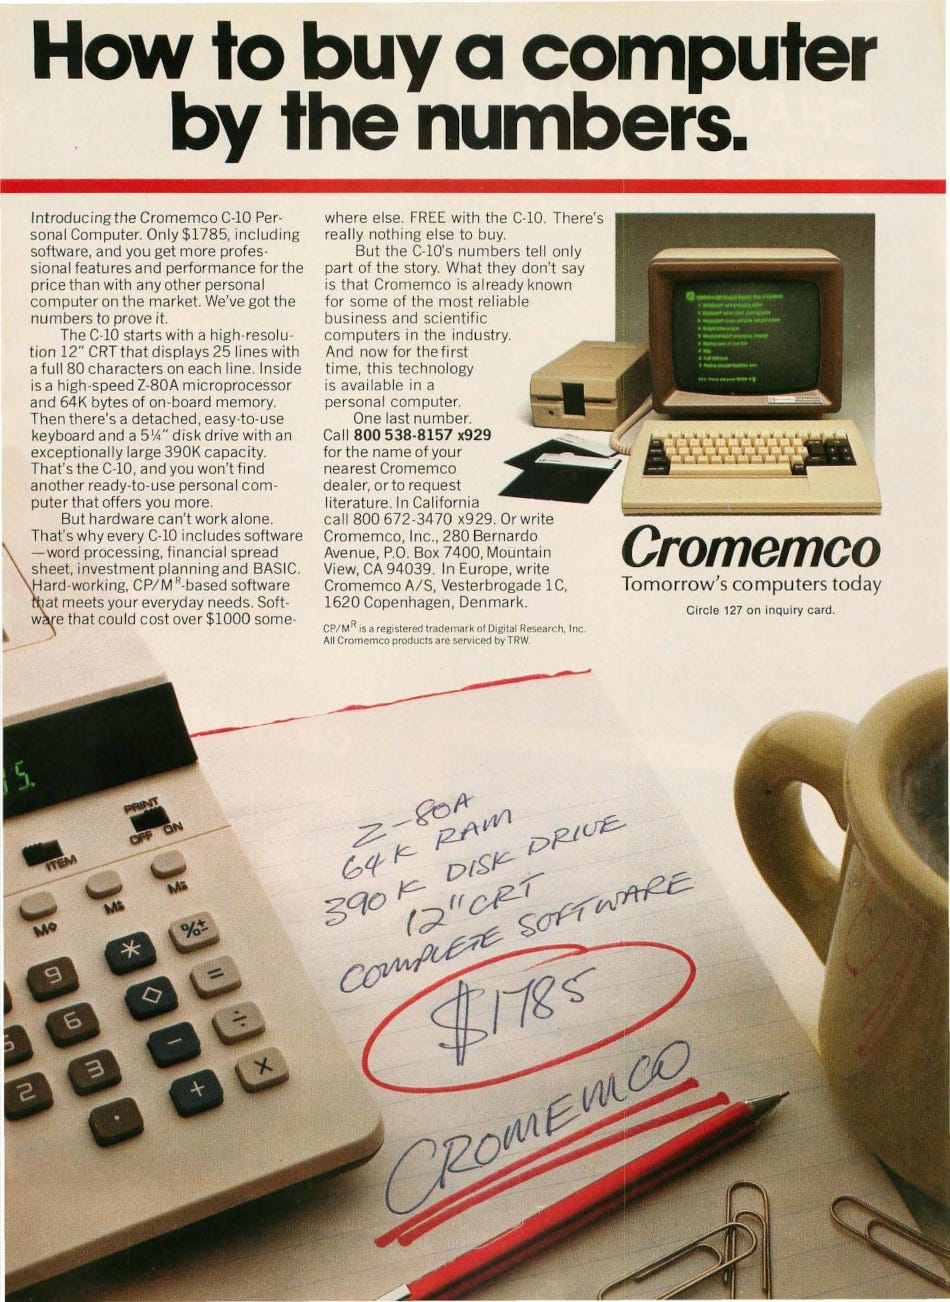 How to buy a computer
by the numbers.
Introducing the Cromemco C-10 Per-
sonal Computer. Only $1785, including
software, and you get more profes-
sional features and performance for the
price than with any other personal
computer on the market. We've got the
numbers to prove it.
The C-10 starts with a high-resolu-
tion 12" CRT that displays 25 lines with
a full 80 characters on each line. Inside
is a high-speed Z-80A microprocessor
and 64K bytes of on-board memory.
Then there's a detached, easy-to-use
keyboard and a 5¼" disk drive with an
exceptionally large 390K capacity.
That's the C-10, and you won't find
another ready-to-use personal com-
puter that offers you more.
But hardware can't work alone.
That's why every C-10 includes software
—word processing, financial spread
sheet, investment planning and BASIC.
Hard-working, CP/M®-based software
that meets your everyday needs. Soft-
ware that could cost over $1000 some-
where else. FREE with the C-10. There's
really nothing else to buy.
But the C-10's numbers tell only
part of the story. What they don't say
is that Cromemco is already known
for some of the most reliable
business and scientific
computers in the industry.
And now for the first
time, this technology
is available in a
personal computer.
One last number.
Call 800 538-8157 x929
for the name of your
nearest Cromemco
dealer, or to request
literature. In California
call 800 672-3470 x929. Or write
Cromemco, Inc., 280 Bernardo
Avenue, P.O. Box 7400, Mountain
View, CA 94039. In Europe, write
Cromemco A/S, Vesterbrogade 1C,
1620 Copenhagen, Denmark.
CP/M® is a registered trademark of Digital Research, Inc.
All Cromemco products are serviced by TRW.
Cromemco
Tomorrow's computers today
Circle 127 on inquiry card.
5.
PRINT
OFF ON
ITEM
M◇
M
M
9
*
%±
6
◇
=
5
3
-
÷
2
.
+
×
Z-80A
64K RAM
390K DISK DRIVE
12" CRT
COMPLETE SOFTWARE
$1785
CROMEMCO